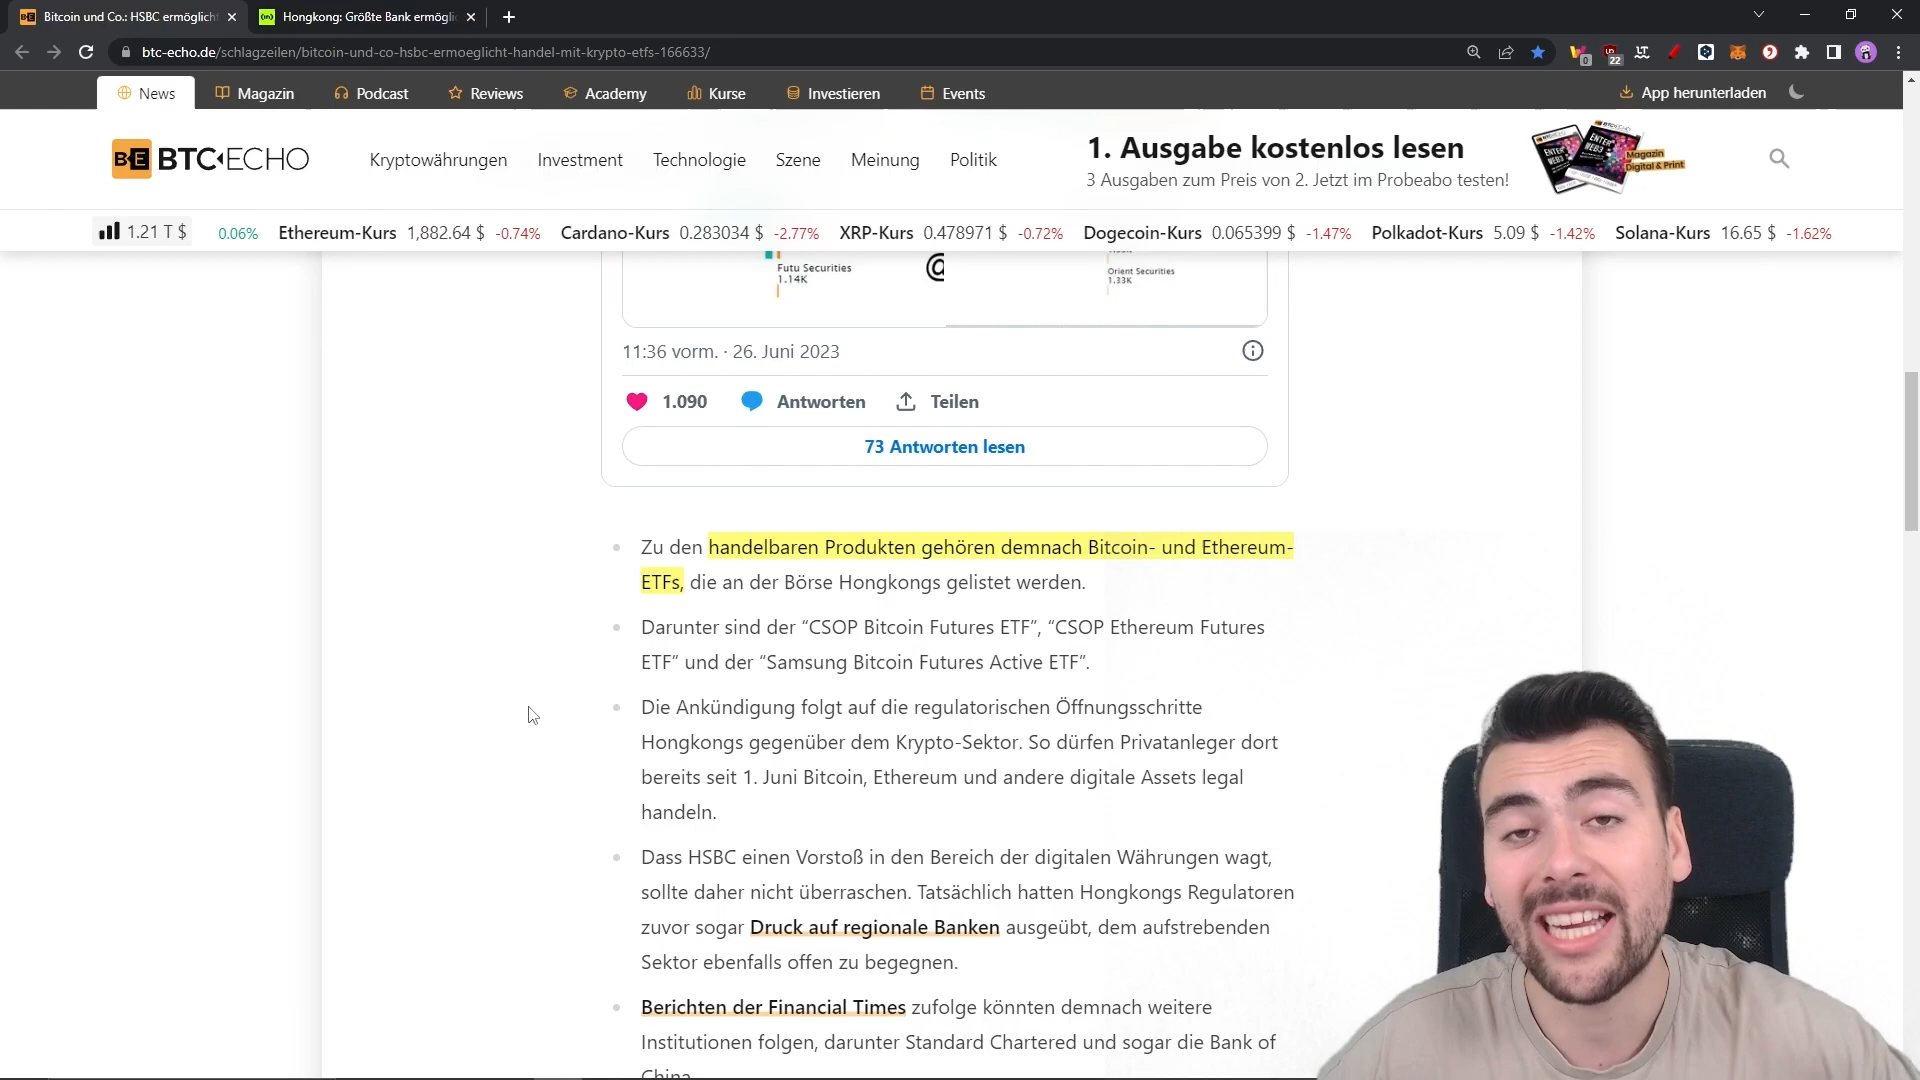 Bitcoin und Co.: HSBC ermöglicht
Hongkong: Größte Bank ermöglic
btc-echo.de/schlagzeilen/bitcoin-und-co-hsbc-ermoeglicht-handel-mit-krypto-etfs-166633/
0
22
News
Magazin
Podcast
Reviews
Academy
Kurse
Investieren
Events
App herunterladen
BTC-ECHO
Kryptowährungen
Investment
Technologie
Szene
Meinung
Politik
1. Ausgabe kostenlos lesen
3 Ausgaben zum Preis von 2. Jetzt im Probeabo testen!
ENTER WEB3
Magazin
Digital & Print
1.21 T $ 0.06% Ethereum-Kurs 1,882.64 $ -0.74% Cardano-Kurs 0.283034 $ -2.77% XRP-Kurs 0.478971 $ -0.72% Dogecoin-Kurs 0.065399 $ -1.47% Polkadot-Kurs 5.09 $ -1.42% Solana-Kurs 16.65 $ -1.62%
Futu Securities
1.14K
@
Orient Securities
1.33K
11:36 vorm. · 26. Juni 2023
1.090 Antworten Teilen
73 Antworten lesen
Zu den handelbaren Produkten gehören demnach Bitcoin- und Ethereum-
ETFs, die an der Börse Hongkongs gelistet werden.
Darunter sind der “CSOP Bitcoin Futures ETF”, “CSOP Ethereum Futures
ETF” und der “Samsung Bitcoin Futures Active ETF”.
Die Ankündigung folgt auf die regulatorischen Öffnungsschritte
Hongkongs gegenüber dem Krypto-Sektor. So dürfen Privatanleger dort
bereits seit 1. Juni Bitcoin, Ethereum und andere digitale Assets legal
handeln.
Dass HSBC einen Vorstoß in den Bereich der digitalen Währungen wagt,
sollte daher nicht überraschen. Tatsächlich hatten Hongkongs Regulatoren
zuvor sogar Druck auf regionale Banken ausgeübt, dem aufstrebenden
Sektor ebenfalls offen zu begegnen.
Berichten der Financial Times zufolge könnten demnach weitere
Institutionen folgen, darunter Standard Chartered und sogar die Bank of
China